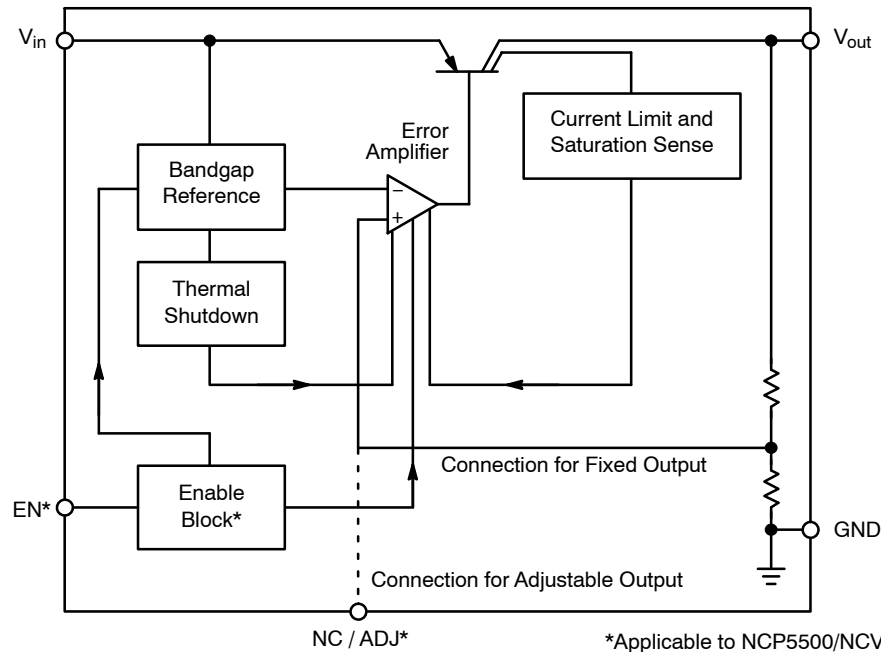 Vin
Vout
Current Limit and
Saturation Sense
Error
Amplifier
Bandgap
Reference
−
+
Thermal
Shutdown
Connection for Fixed Output
EN*
Enable
Block*
GND
Connection for Adjustable Output
NC / ADJ*
*Applicable to NCP5500/NCV